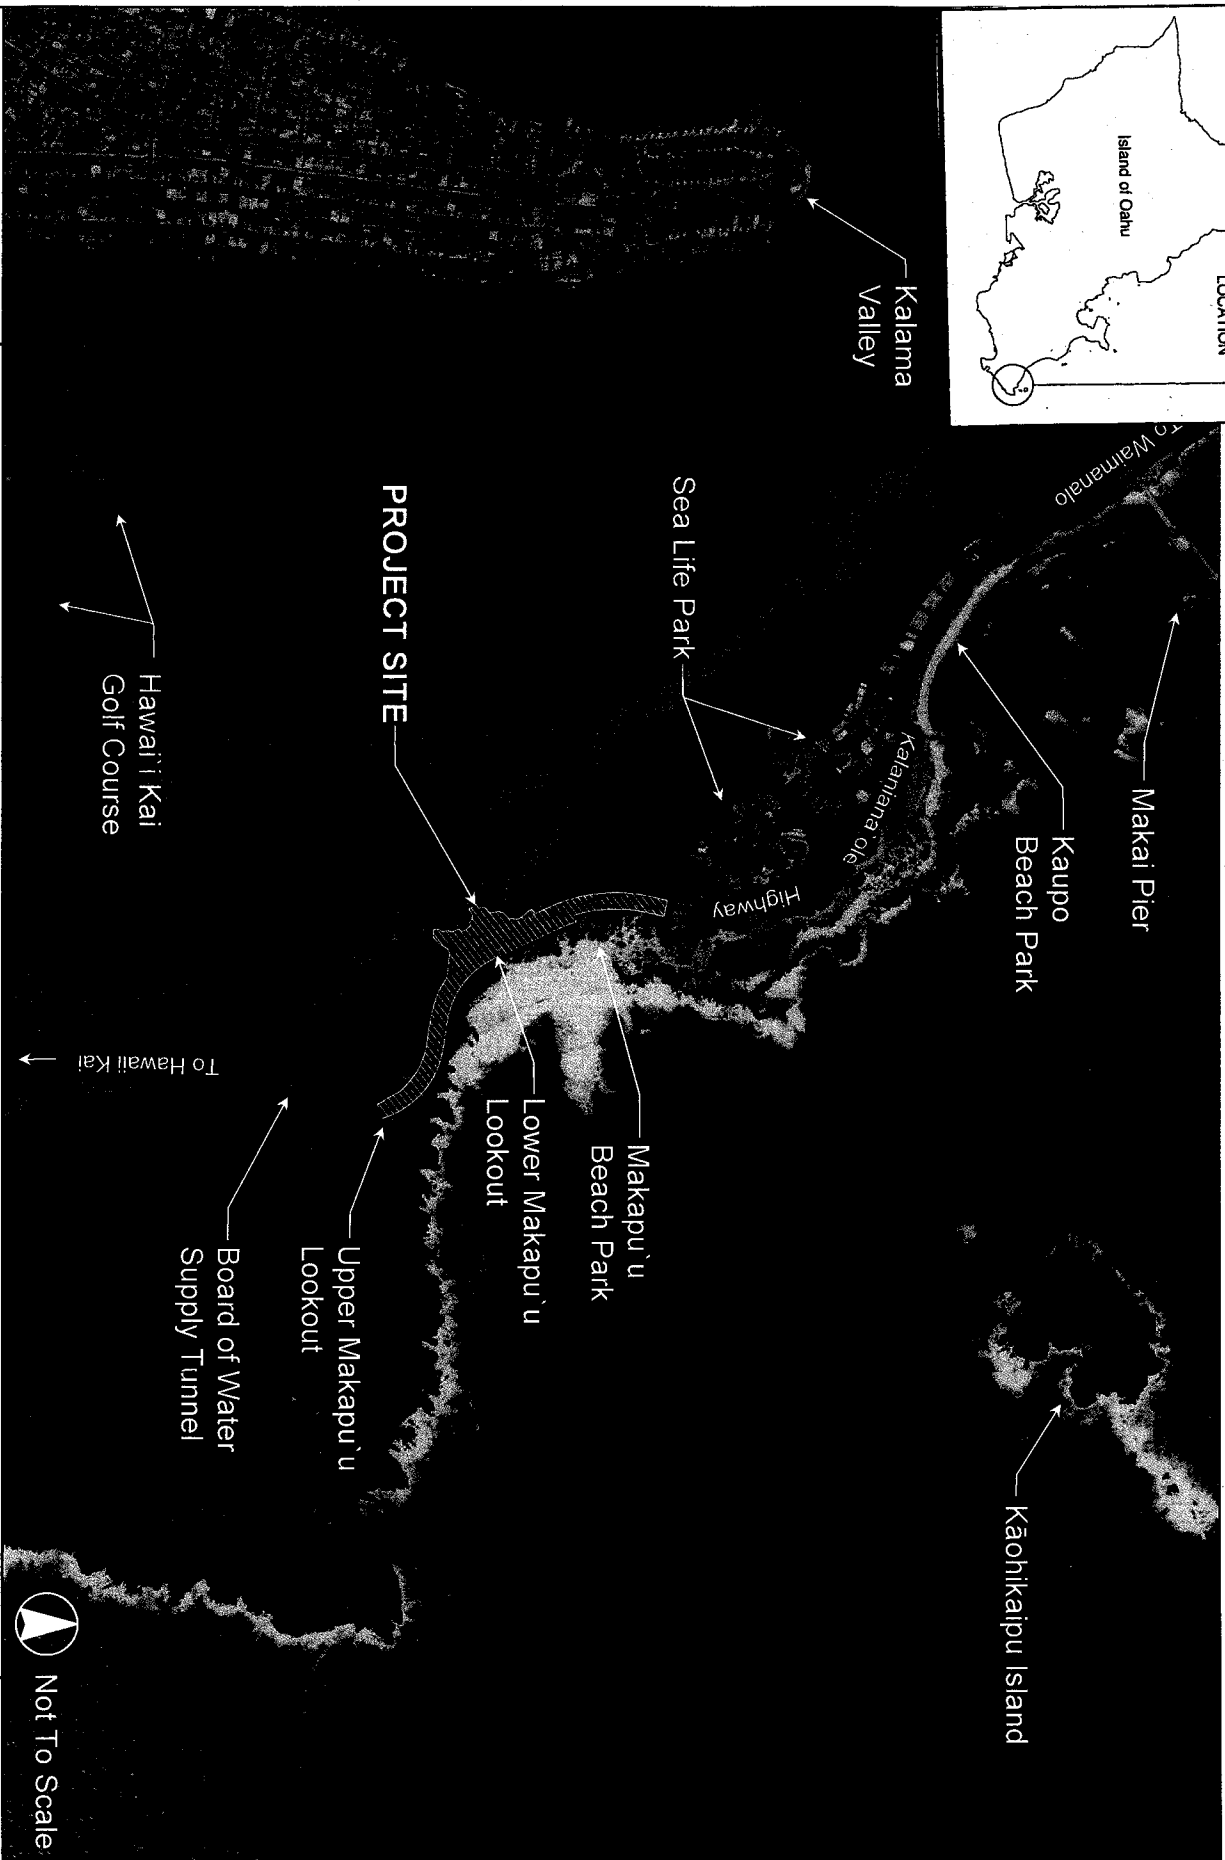 LOCATION
Island of Oahu
To Waimanalo
Makai Pier
Kaupo
Beach Park
Kalama
Valley
Sea Life Park
Kalaniana`ole
Highway
Kāohikaipu Island
Makapu`u
Beach Park
Lower Makapu`u
Lookout
PROJECT SITE
Upper Makapu`u
Lookout
Board of Water
Supply Tunnel
To Hawaii Kai
Hawai`i Kai
Golf Course
Not To Scale